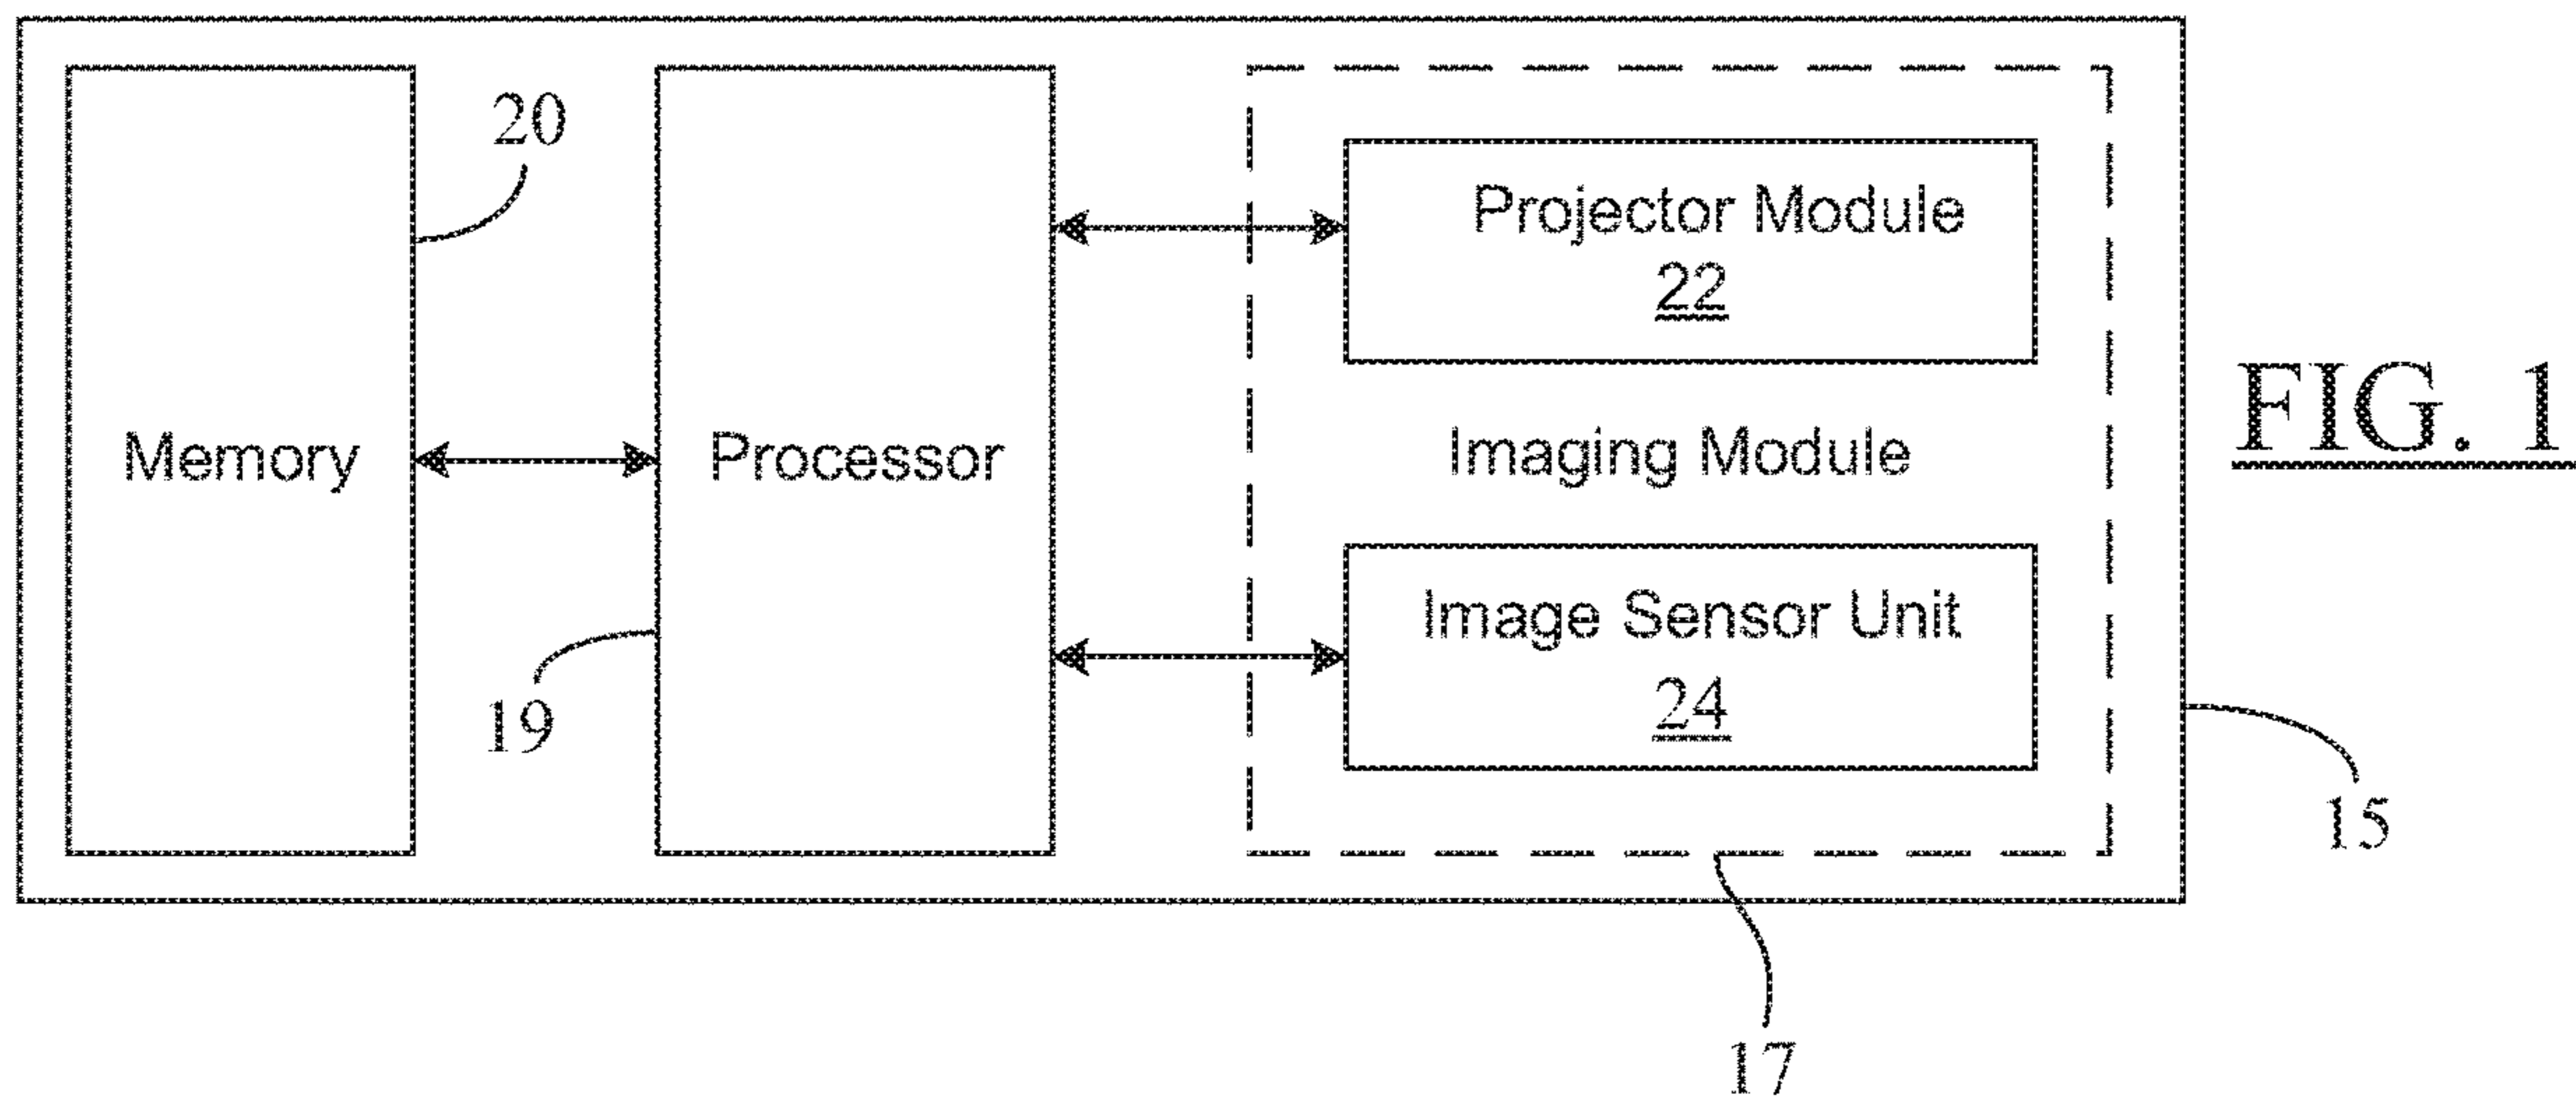 20
Projector Module
22
Memory
Processor
Imaging Module
FIG. 1
Image Sensor Unit
24
19
15
17